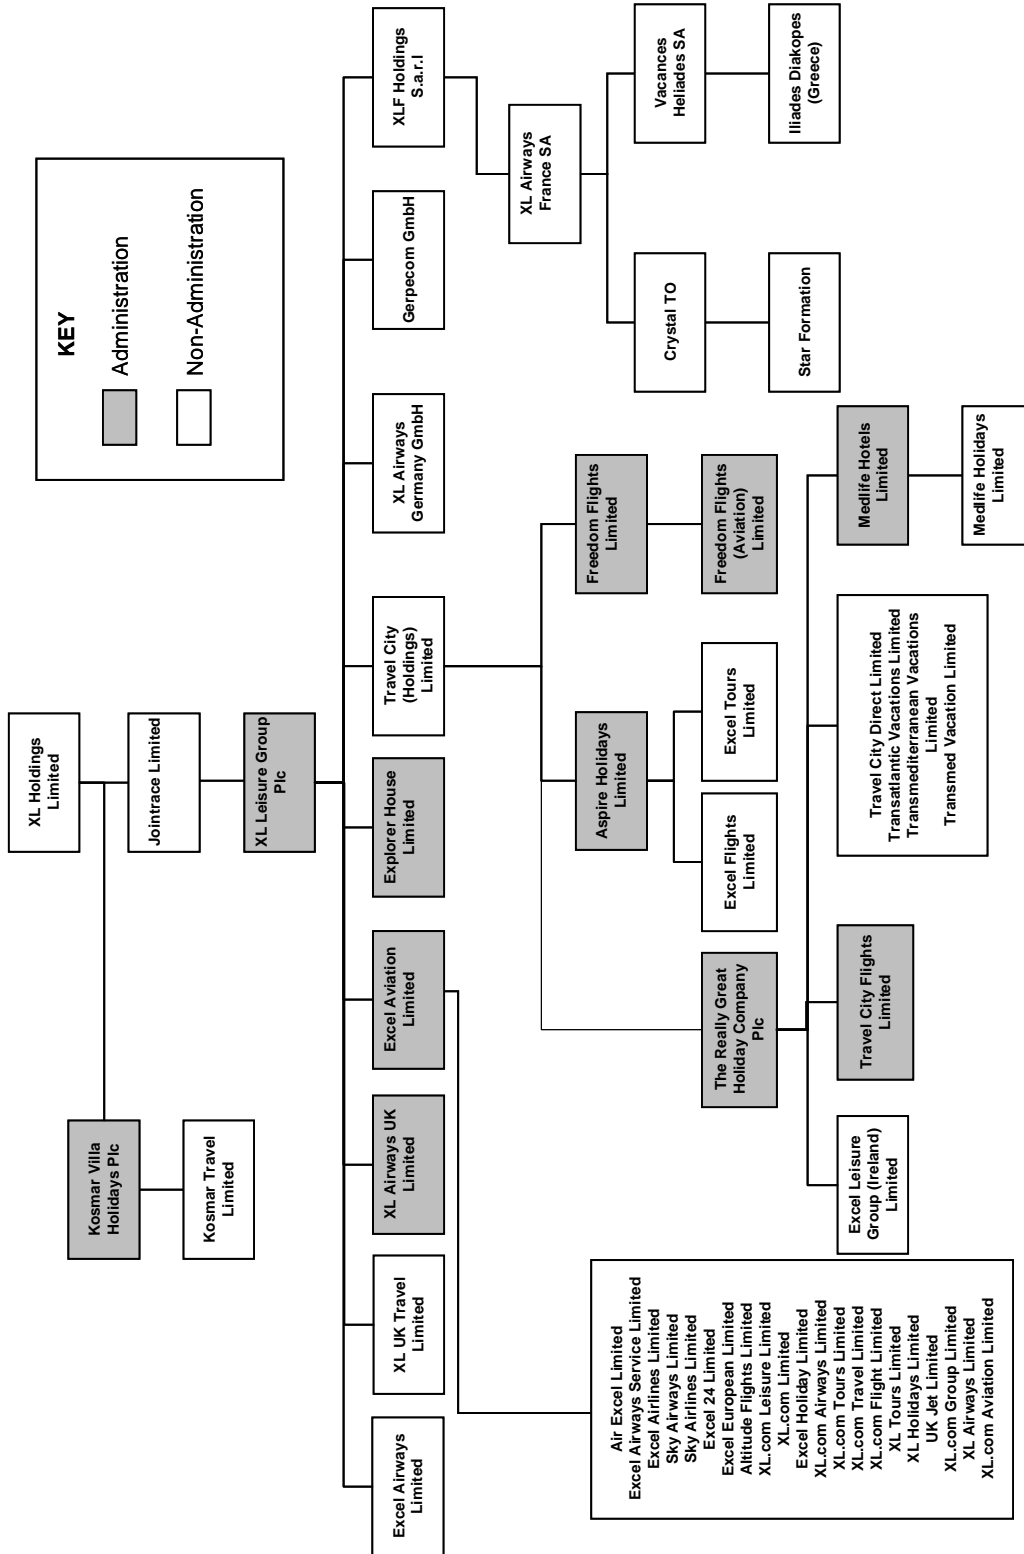 XL Holdings
Limited
KEY
Administration
Non-Administration
Kosmar Villa
Holidays Plc
Jointrace Limited
Kosmar Travel
Limited
XL Leisure Group
Plc
Excel Airways
Limited
XL UK Travel
Limited
XL Airways UK
Limited
Excel Aviation
Limited
Explorer House
Limited
Travel City
(Holdings)
Limited
XL Airways
Germany GmbH
Gerpecom GmbH
XLF Holdings
S.a.r.l
XL Airways
France SA
Aspire Holidays
Limited
Freedom Flights
Limited
Crystal TO
Vacances
Heliades SA
Air Excel Limited
Excel Airways Service Limited
Excel Airlines Limited
Sky Airways Limited
Sky Airlines Limited
Excel 24 Limited
Excel European Limited
Altitude Flights Limited
XL.com Leisure Limited
XL.com Limited
Excel Holiday Limited
XL.com Airways Limited
XL.com Tours Limited
XL.com Travel Limited
XL.com Flight Limited
XL Tours Limited
XL Holidays Limited
UK Jet Limited
XL.com Group Limited
XL Airways Limited
XL.com Aviation Limited
The Really Great
Holiday Company
Plc
Excel Flights
Limited
Excel Tours
Limited
Freedom Flights
(Aviation)
Limited
Star Formation
Iliades Diakopes
(Greece)
Excel Leisure
Group (Ireland)
Limited
Travel City Flights
Limited
Travel City Direct Limited
Transatlantic Vacations Limited
Transmediterranean Vacations
Limited
Transmed Vacation Limited
Medlife Hotels
Limited
Medlife Holidays
Limited